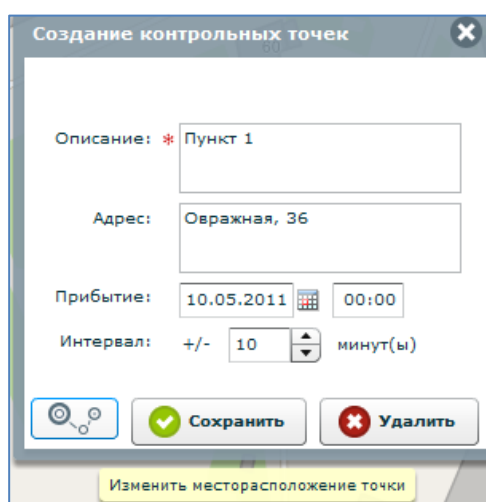 Создание контрольных точек
60
Описание: * Пункт 1
Адрес: Овражная, 36
Прибытие: 10.05.2011 00:00
Интервал: +/- 10 минут(ы)
Сохранить Удалить
Изменить месторасположение точки